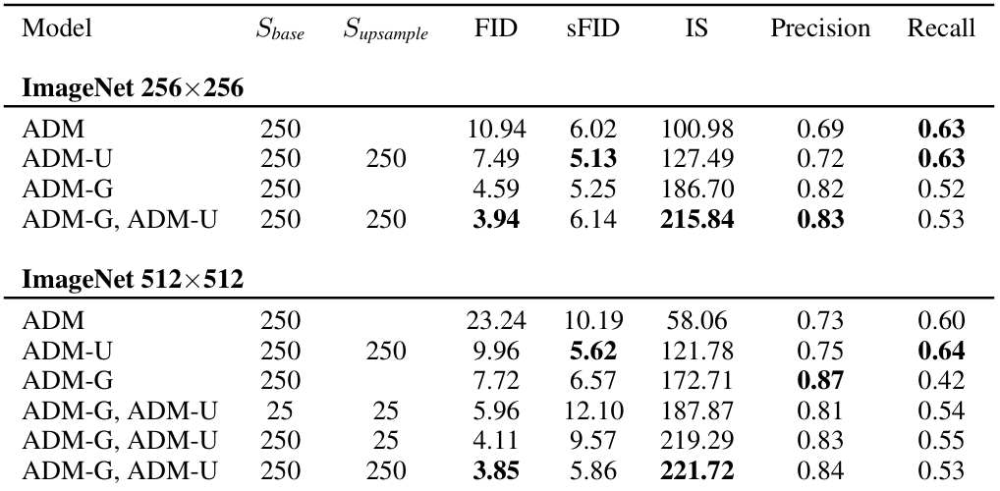 Model S_base S_upsample FID sFID IS Precision Recall
ImageNet 256×256
ADM 250 10.94 6.02 100.98 0.69 0.63
ADM-U 250 250 7.49 5.13 127.49 0.72 0.63
ADM-G 250 4.59 5.25 186.70 0.82 0.52
ADM-G, ADM-U 250 250 3.94 6.14 215.84 0.83 0.53
ImageNet 512×512
ADM 250 23.24 10.19 58.06 0.73 0.60
ADM-U 250 250 9.96 5.62 121.78 0.75 0.64
ADM-G 250 7.72 6.57 172.71 0.87 0.42
ADM-G, ADM-U 25 25 5.96 12.10 187.87 0.81 0.54
ADM-G, ADM-U 250 25 4.11 9.57 219.29 0.83 0.55
ADM-G, ADM-U 250 250 3.85 5.86 221.72 0.84 0.53